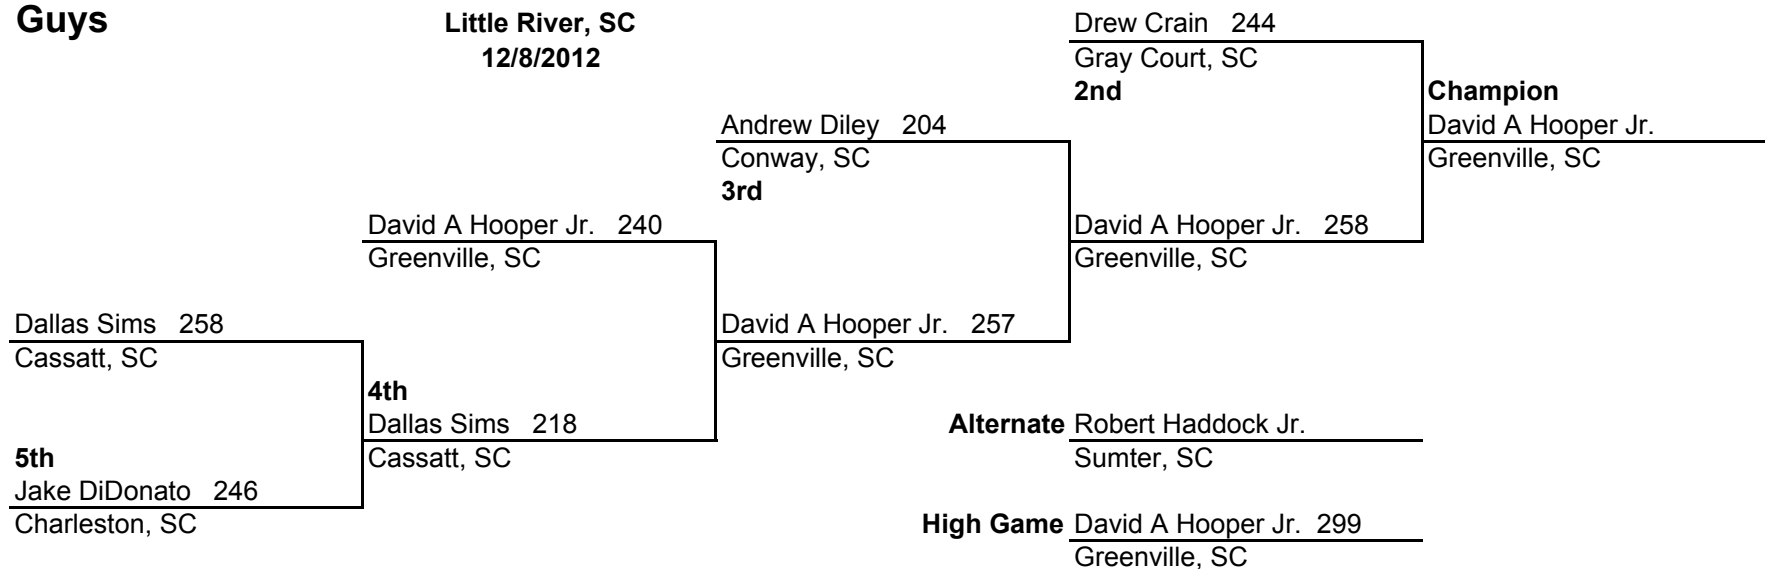 Guys
Little River, SC
12/8/2012
Drew Crain 244
Gray Court, SC
2nd
Champion
David A Hooper Jr.
Greenville, SC
Andrew Diley 204
Conway, SC
3rd
David A Hooper Jr. 240
Greenville, SC
David A Hooper Jr. 258
Greenville, SC
Dallas Sims 258
Cassatt, SC
David A Hooper Jr. 257
Greenville, SC
4th
Dallas Sims 218
Cassatt, SC
Alternate Robert Haddock Jr.
Sumter, SC
5th
Jake DiDonato 246
Charleston, SC
High Game David A Hooper Jr. 299
Greenville, SC